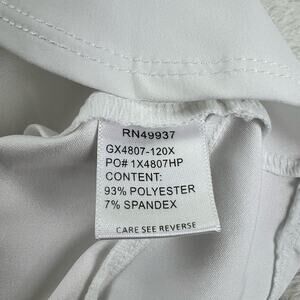 RN49937
GX4807-120X
PO# 1X4807HP
CONTENT:
93% POLYESTER
7% SPANDEX
CARE SEE REVERSE